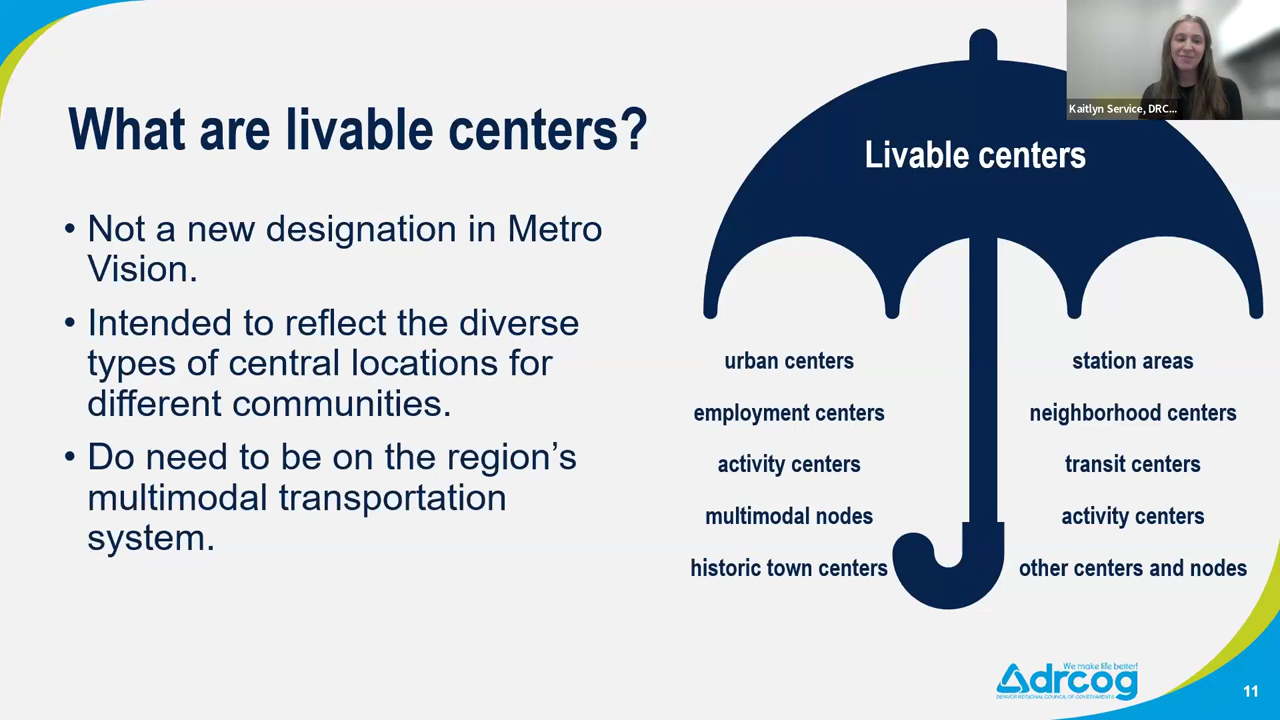 What are livable centers?
• Not a new designation in Metro
Vision.
• Intended to reflect the diverse
types of central locations for
different communities.
• Do need to be on the region’s
multimodal transportation
system.
Kaitlyn Service, DRC...
Livable centers
urban centers
employment centers
activity centers
multimodal nodes
historic town centers
station areas
neighborhood centers
transit centers
activity centers
other centers and nodes
We make life better!
drcog
DENVER REGIONAL COUNCIL OF GOVERNMENTS
11